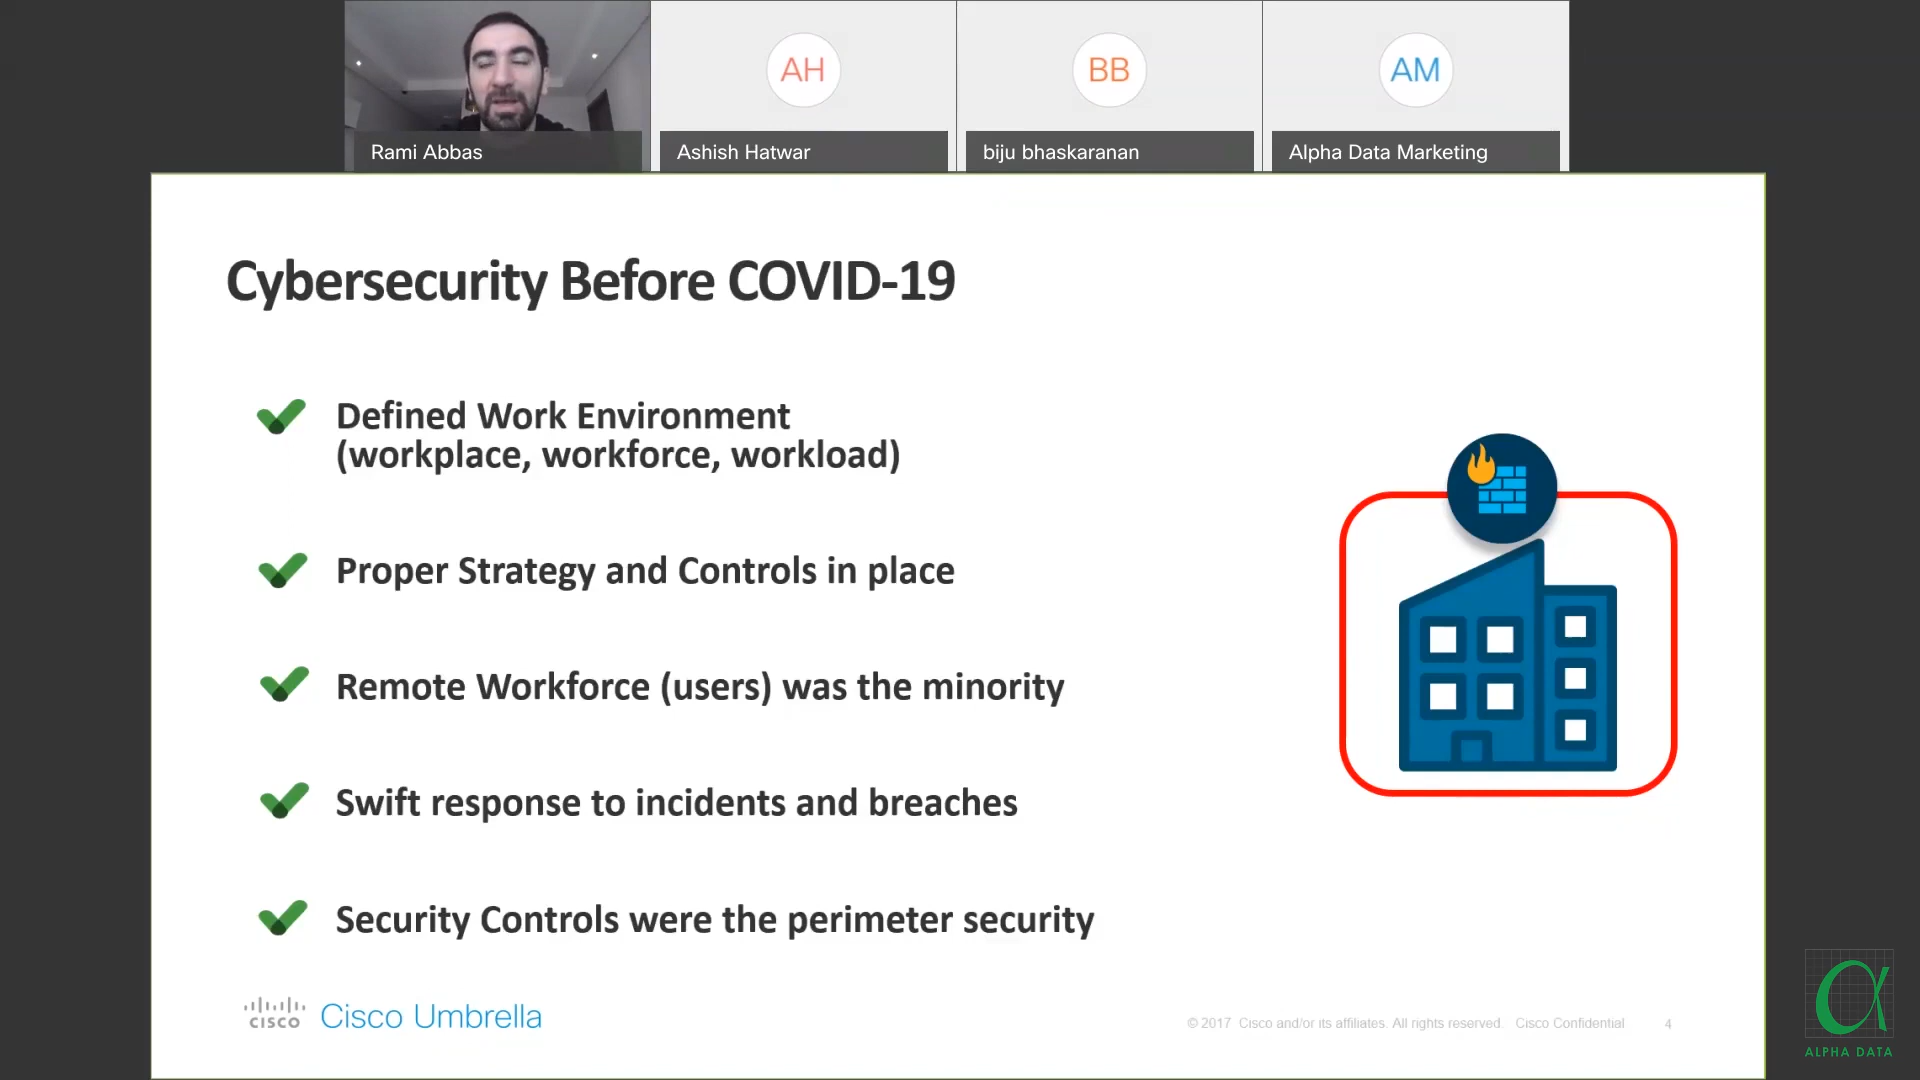 AH
BB
AM
Rami Abbas
Ashish Hatwar
biju bhaskaranan
Alpha Data Marketing
Cybersecurity Before COVID-19
Defined Work Environment
(workplace, workforce, workload)
Proper Strategy and Controls in place
Remote Workforce (users) was the minority
Swift response to incidents and breaches
Security Controls were the perimeter security
CISCO Cisco Umbrella
© 2017 Cisco and/or its affiliates. All rights reserved. Cisco Confidential 4
ALPHA DATA